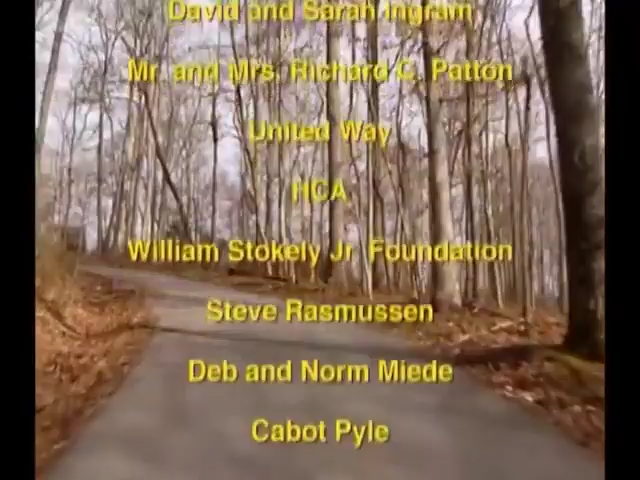 David and Sarah Ingram
Mr. and Mrs. Richard C. Patton
United Way
HCA
William Stokely Jr. Foundation
Steve Rasmussen
Deb and Norm Miede
Cabot Pyle